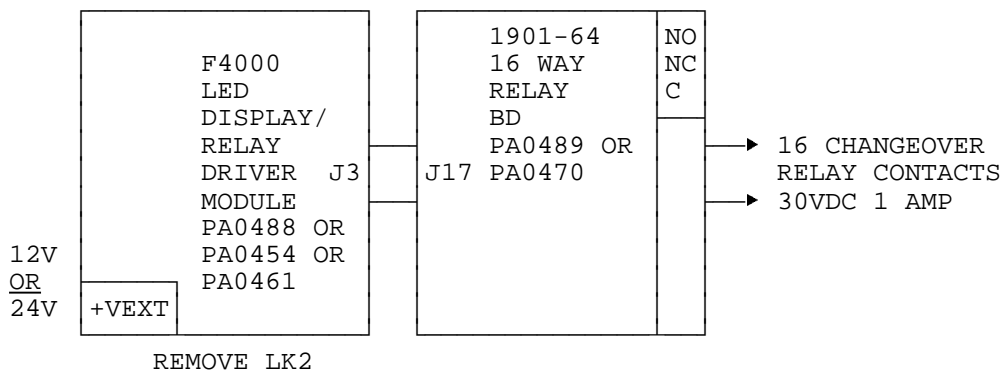 F4000
LED
DISPLAY/
RELAY
DRIVER J3
MODULE
PA0488 OR
PA0454 OR
PA0461
12V
OR
24V
+VEXT
REMOVE LK2
1901-64
16 WAY
RELAY
BD
PA0489 OR
J17 PA0470
NO
NC
C
16 CHANGEOVER
RELAY CONTACTS
30VDC 1 AMP